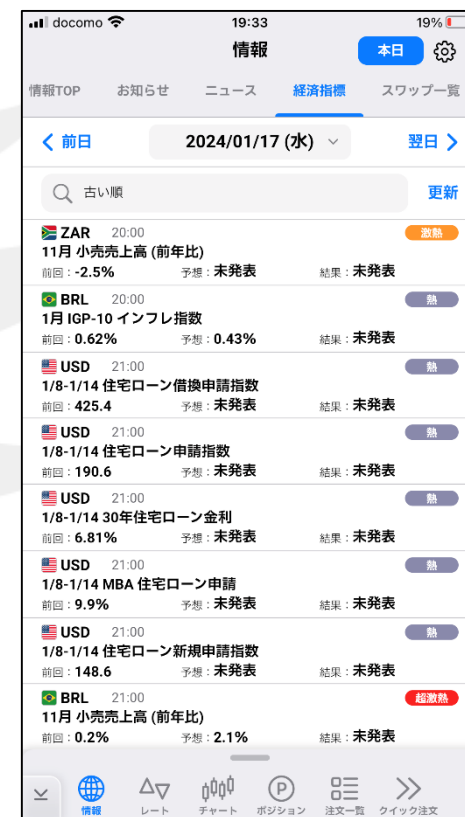 docomo 19:33 19%
情報 本日
情報TOP お知らせ ニュース 経済指標 スワップ一覧
前日 2024/01/17 (水) 翌日
古い順 更新
ZAR 20:00 激熱
11月 小売売上高 (前年比)
前回：-2.5% 予想：未発表 結果：未発表
BRL 20:00 熱
1月 IGP-10 インフレ指数
前回：0.62% 予想：0.43% 結果：未発表
USD 21:00 熱
1/8-1/14 住宅ローン借換申請指数
前回：425.4 予想：未発表 結果：未発表
USD 21:00 熱
1/8-1/14 住宅ローン申請指数
前回：190.6 予想：未発表 結果：未発表
USD 21:00 熱
1/8-1/14 30年住宅ローン金利
前回：6.81% 予想：未発表 結果：未発表
USD 21:00 熱
1/8-1/14 MBA 住宅ローン申請
前回：9.9% 予想：未発表 結果：未発表
USD 21:00 熱
1/8-1/14 住宅ローン新規申請指数
前回：148.6 予想：未発表 結果：未発表
BRL 21:00 超激熱
11月 小売売上高 (前年比)
前回：0.2% 予想：2.1% 結果：未発表
情報 レート チャート ポジション 注文一覧 クイック注文